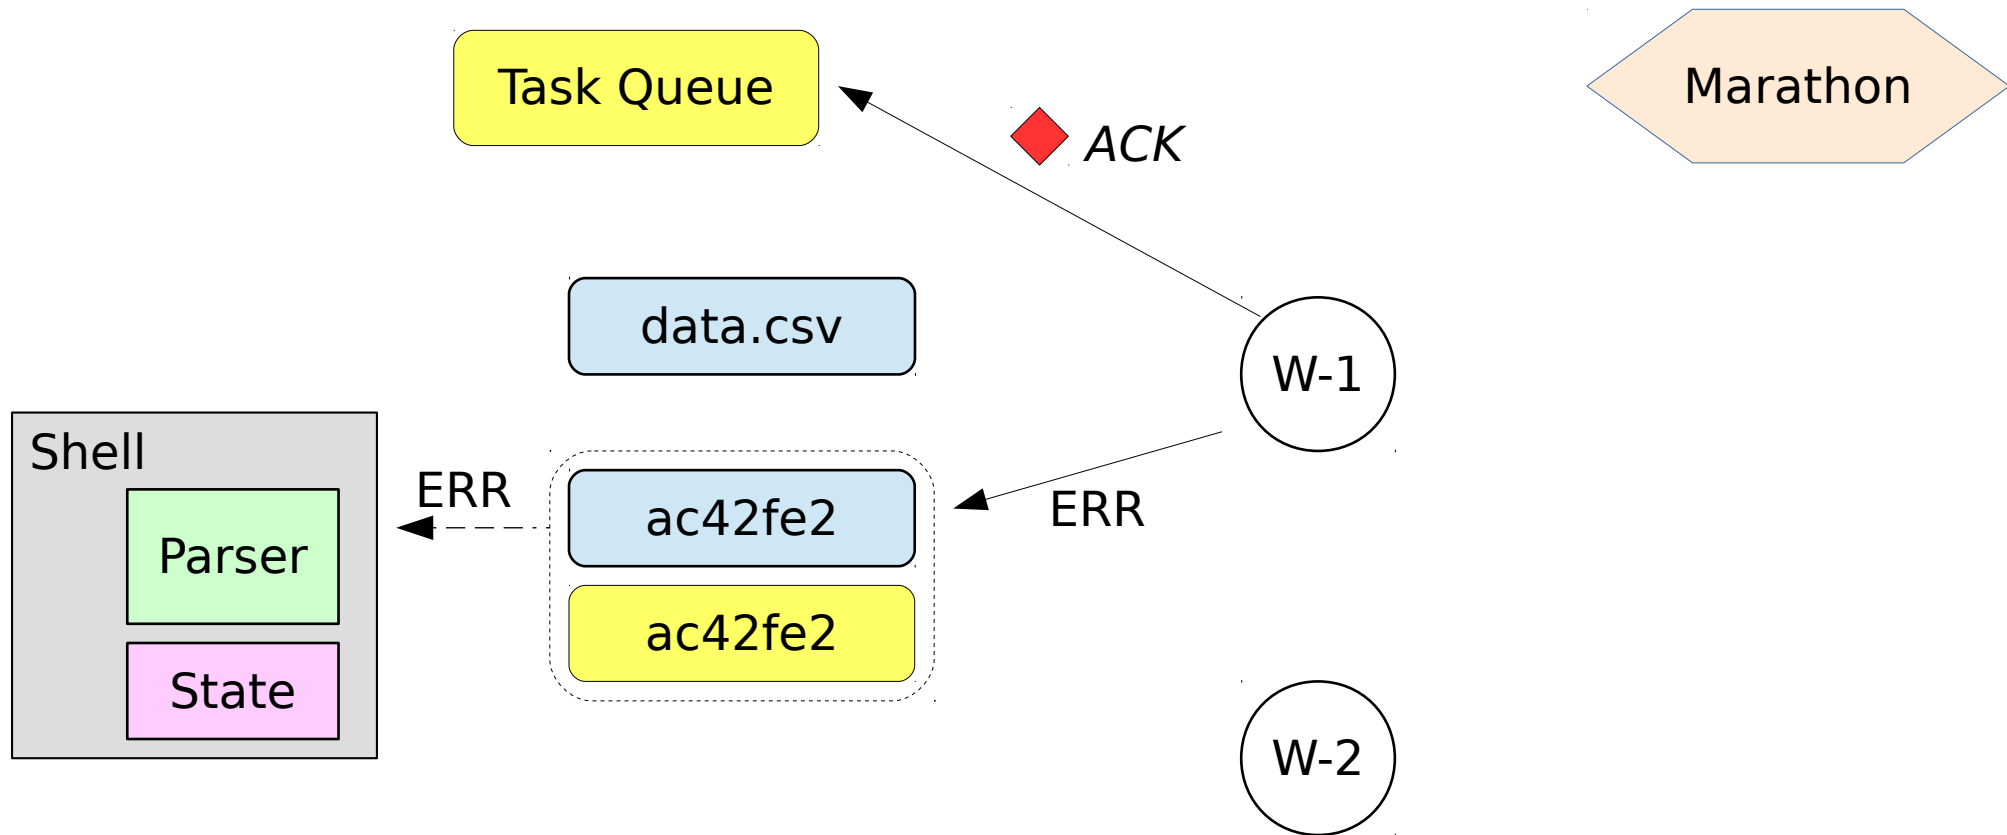 Task Queue
Marathon
ACK
data.csv
W-1
Shell
ERR
ac42fe2
ERR
Parser
ac42fe2
State
W-2